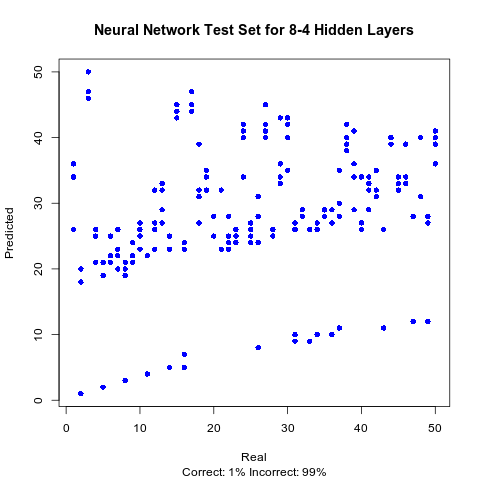 Neural Network Test Set for 8-4 Hidden Layers
Predicted
50
40
30
20
10
0
0 10 20 30 40 50
Real
Correct: 1% Incorrect: 99%